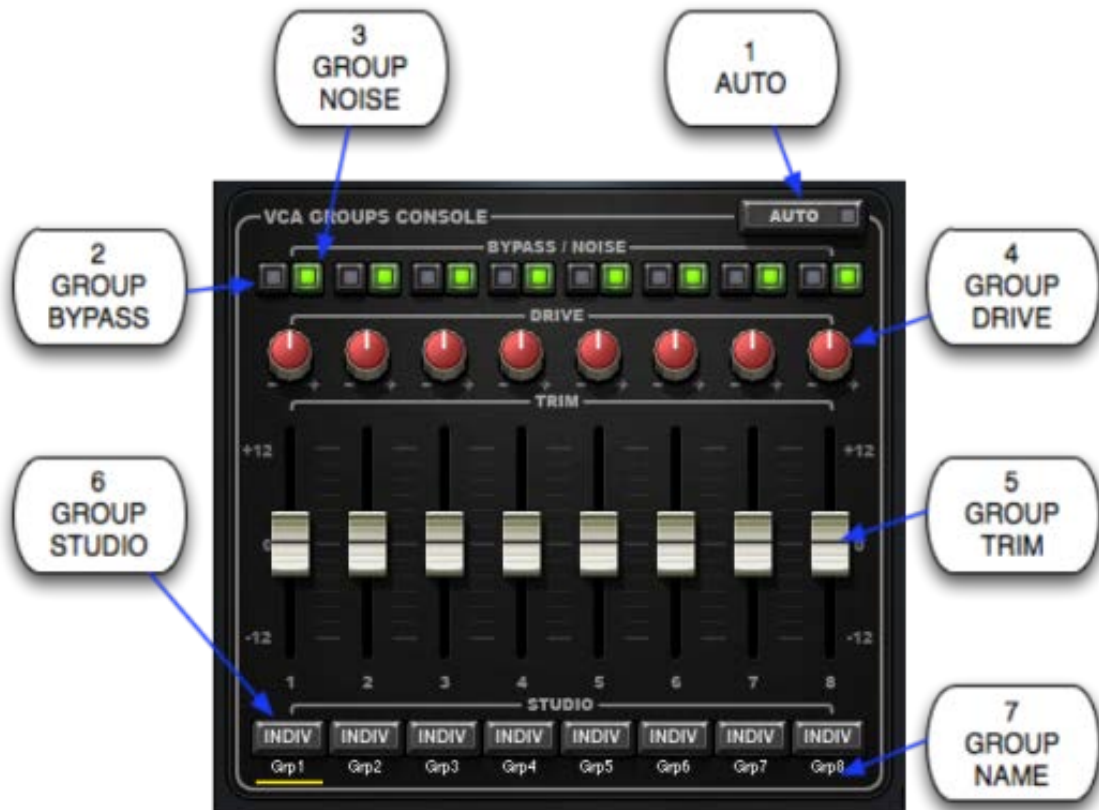 3
GROUP
NOISE
1
AUTO
2
GROUP
BYPASS
4
GROUP
DRIVE
VCA GROUPS CONSOLE
AUTO
BYPASS / NOISE
DRIVE
- + - + - + - + - + - + - + - +
TRIM
+12 +12
6
GROUP
STUDIO
5
GROUP
TRIM
0 0
-12 -12
1 2 3 4 5 6 7 8
STUDIO
INDIV INDIV INDIV INDIV INDIV INDIV INDIV INDIV
Grp1 Grp2 Grp3 Grp4 Grp5 Grp6 Grp7 Grp8
7
GROUP
NAME